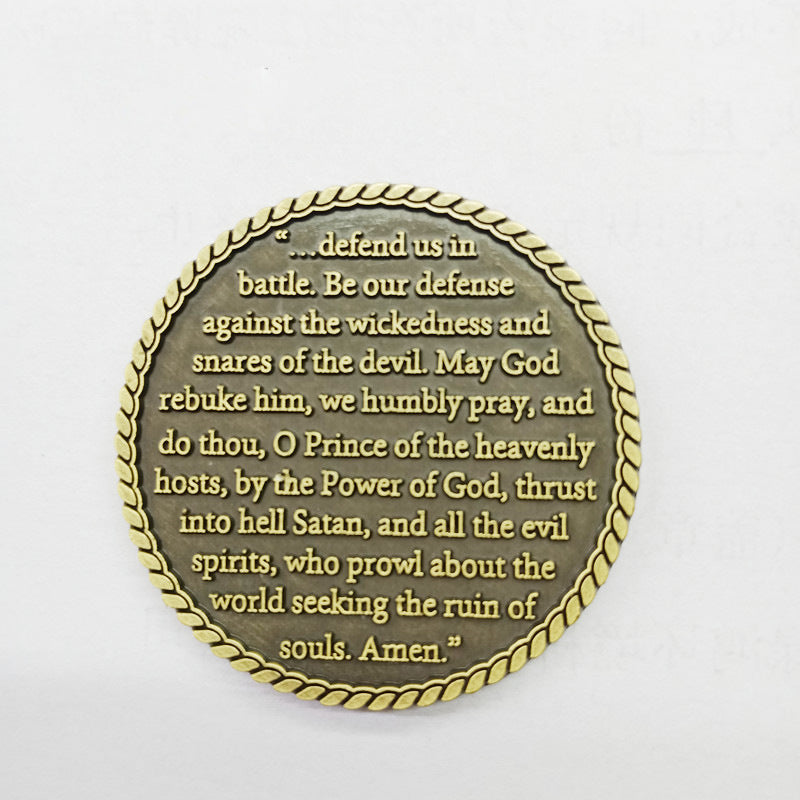 “...defend us in
battle. Be our defense
against the wickedness and
snares of the devil. May God
rebuke him, we humbly pray, and
do thou, O Prince of the heavenly
hosts, by the Power of God, thrust
into hell Satan, and all the evil
spirits, who prowl about the
world seeking the ruin of
souls. Amen.”